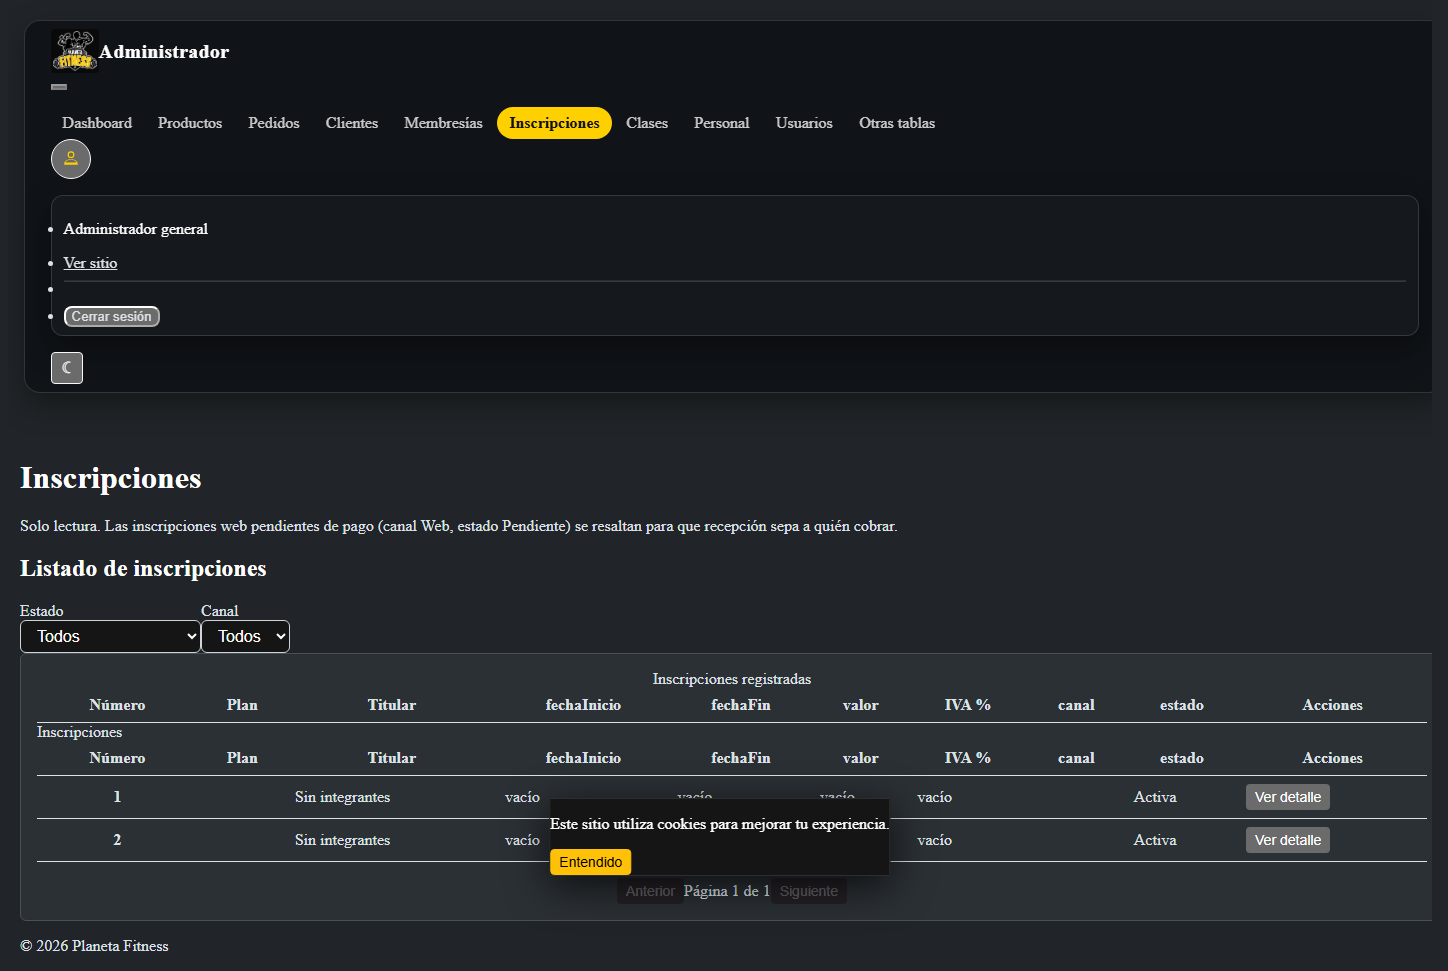 PLANETA
FITNESS
Administrador
Dashboard Productos Pedidos Clientes Membresías Inscripciones Clases Personal Usuarios Otras tablas
Administrador general
Ver sitio
Cerrar sesión
Inscripciones
Solo lectura. Las inscripciones web pendientes de pago (canal Web, estado Pendiente) se resaltan para que recepción sepa a quién cobrar.
Listado de inscripciones
Estado Canal
Todos Todos
Inscripciones registradas
Número Plan Titular fechaInicio fechaFin valor IVA % canal estado Acciones
Inscripciones
Número Plan Titular fechaInicio fechaFin valor IVA % canal estado Acciones
1 Sin integrantes vacío vacío vacío vacío Activa Ver detalle
2 Sin integrantes vacío vacío Activa Ver detalle
Este sitio utiliza cookies para mejorar tu experiencia.
Entendido
Anterior Página 1 de 1 Siguiente
© 2026 Planeta Fitness